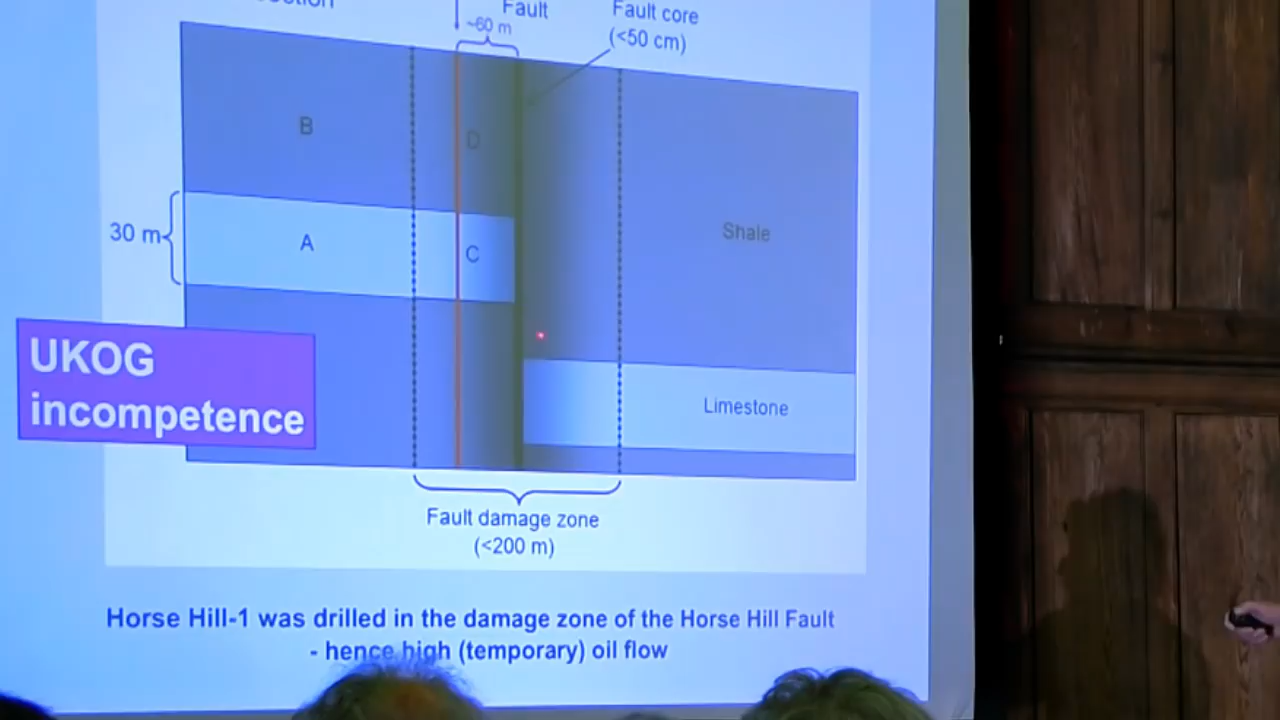 Fault
Fault core
~60 m
(<50 cm)
B
D
30 m
A
C
Shale
UKOG
incompetence
Limestone
Fault damage zone
(<200 m)
Horse Hill-1 was drilled in the damage zone of the Horse Hill Fault
- hence high (temporary) oil flow